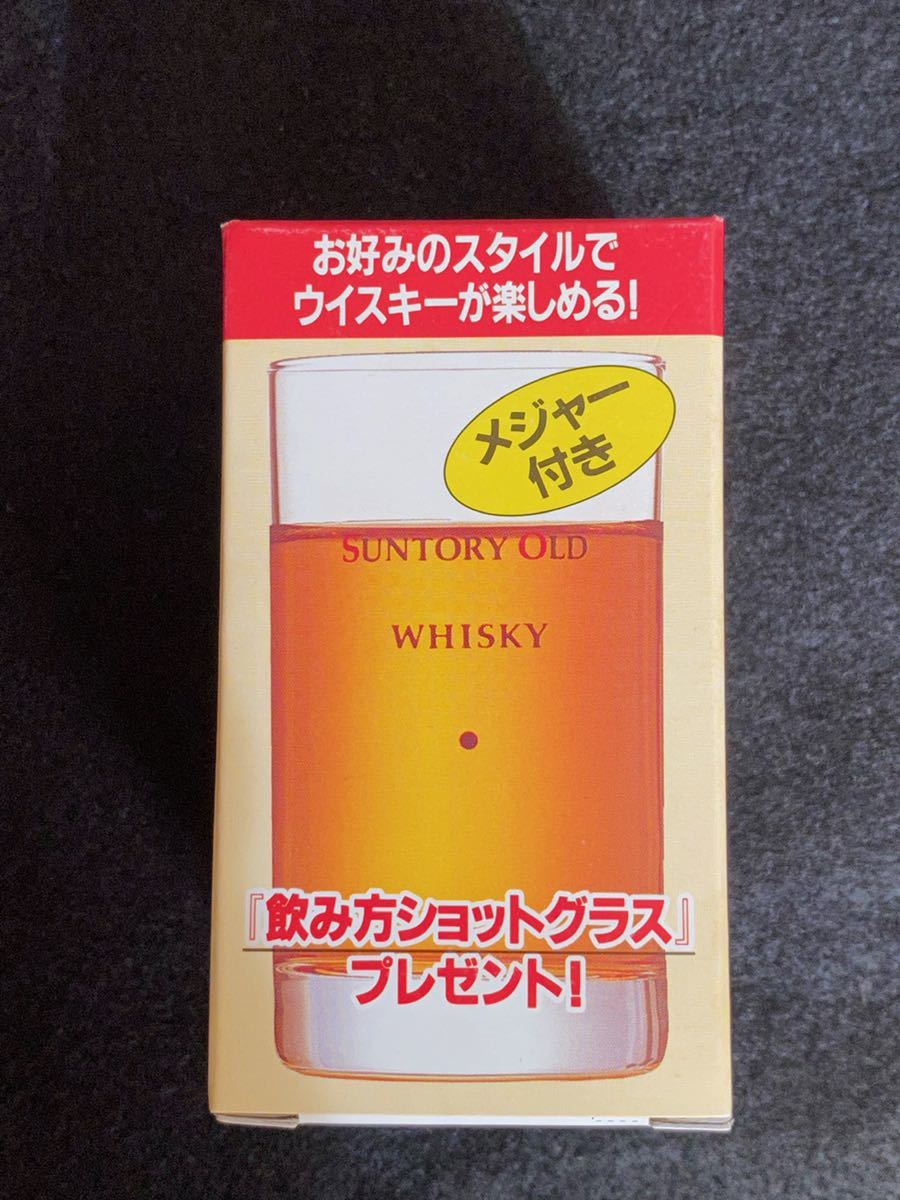 お好みのスタイルで
ウイスキーが楽しめる!
メジャー
付き
SUNTORY OLD
WHISKY
『飲み方ショットグラス』
プレゼント!